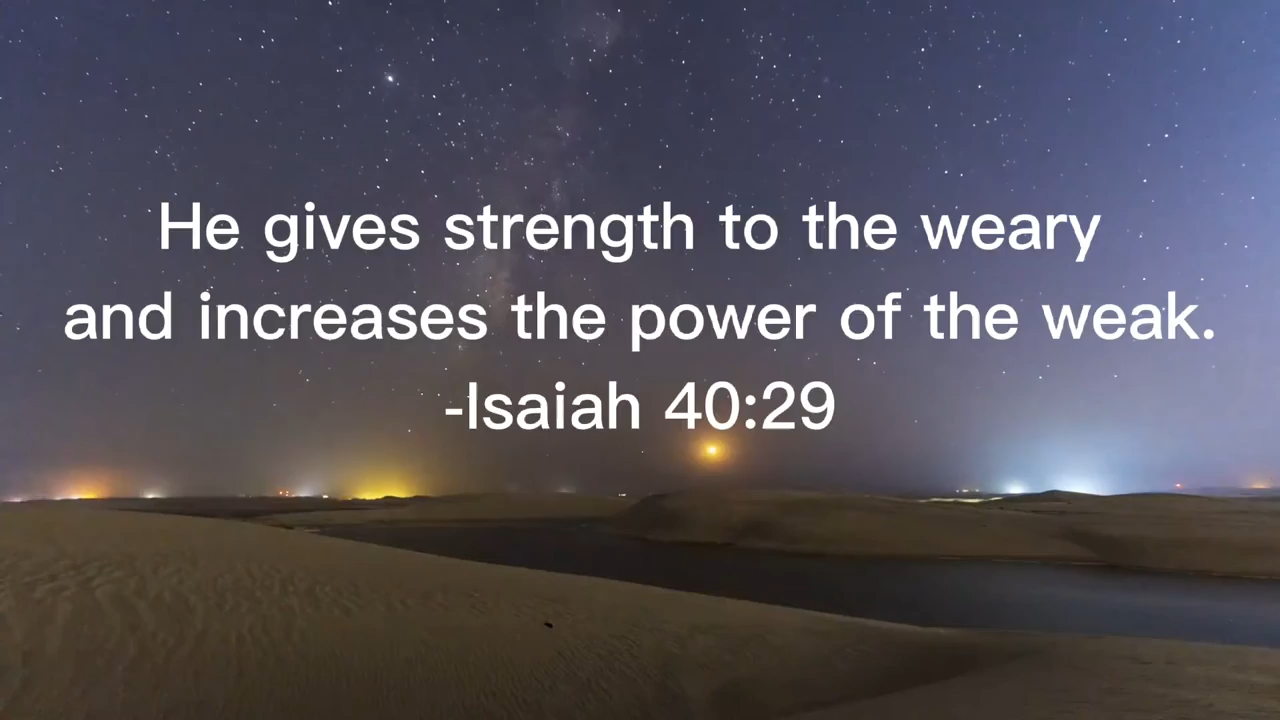 He gives strength to the weary
and increases the power of the weak.
-Isaiah 40:29